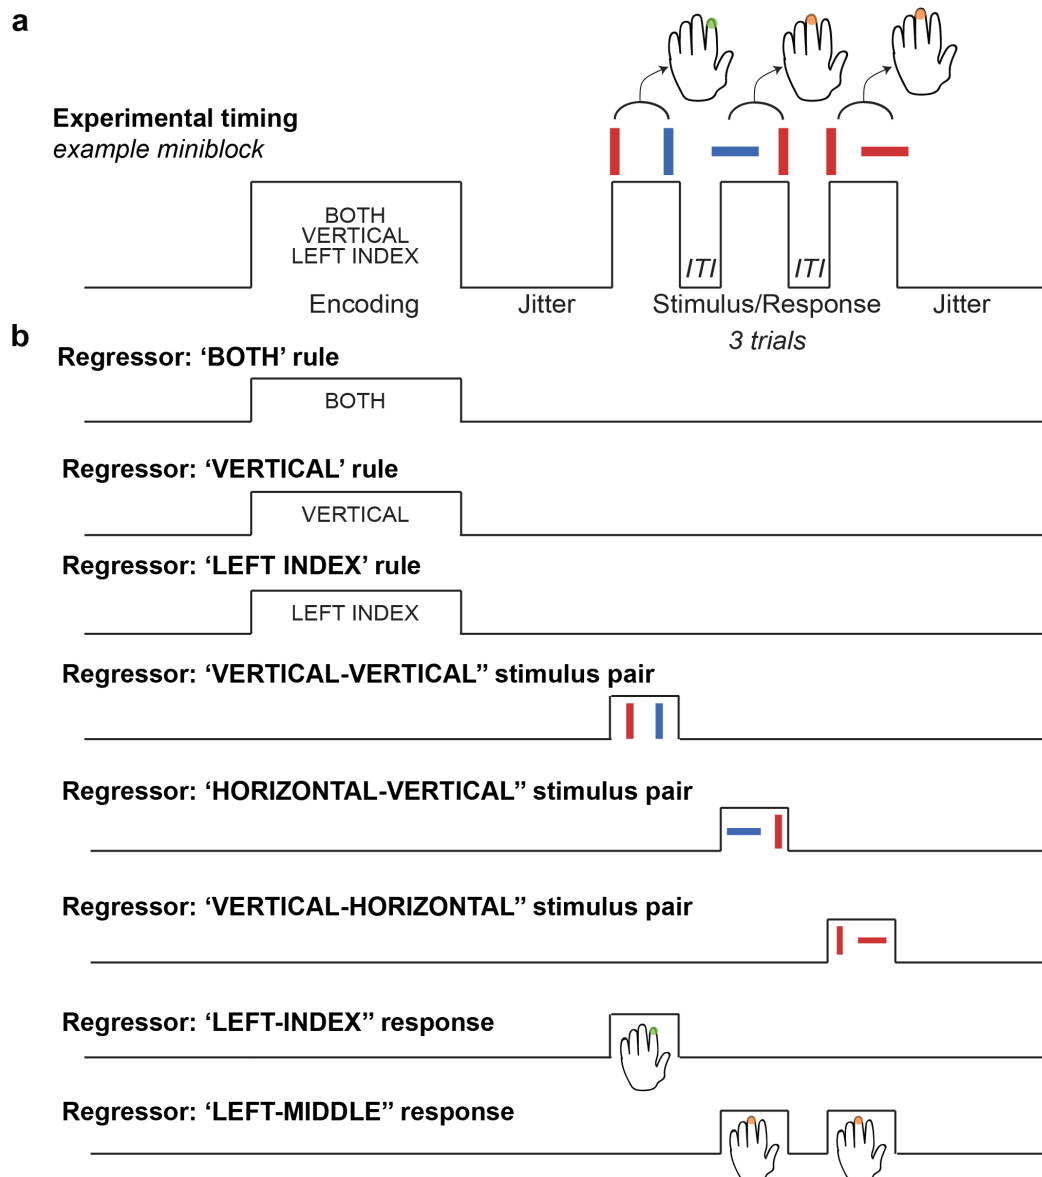 a
Experimental timing
example miniblock
BOTH
VERTICAL
LEFT INDEX
ITI
ITI
Encoding
Jitter
Stimulus/Response
Jitter
3 trials
b
Regressor: ‘BOTH’ rule
BOTH
Regressor: ‘VERTICAL’ rule
VERTICAL
Regressor: ‘LEFT INDEX’ rule
LEFT INDEX
Regressor: ‘VERTICAL-VERTICAL” stimulus pair
Regressor: ‘HORIZONTAL-VERTICAL” stimulus pair
Regressor: ‘VERTICAL-HORIZONTAL” stimulus pair
Regressor: ‘LEFT-INDEX” response
Regressor: ‘LEFT-MIDDLE” response